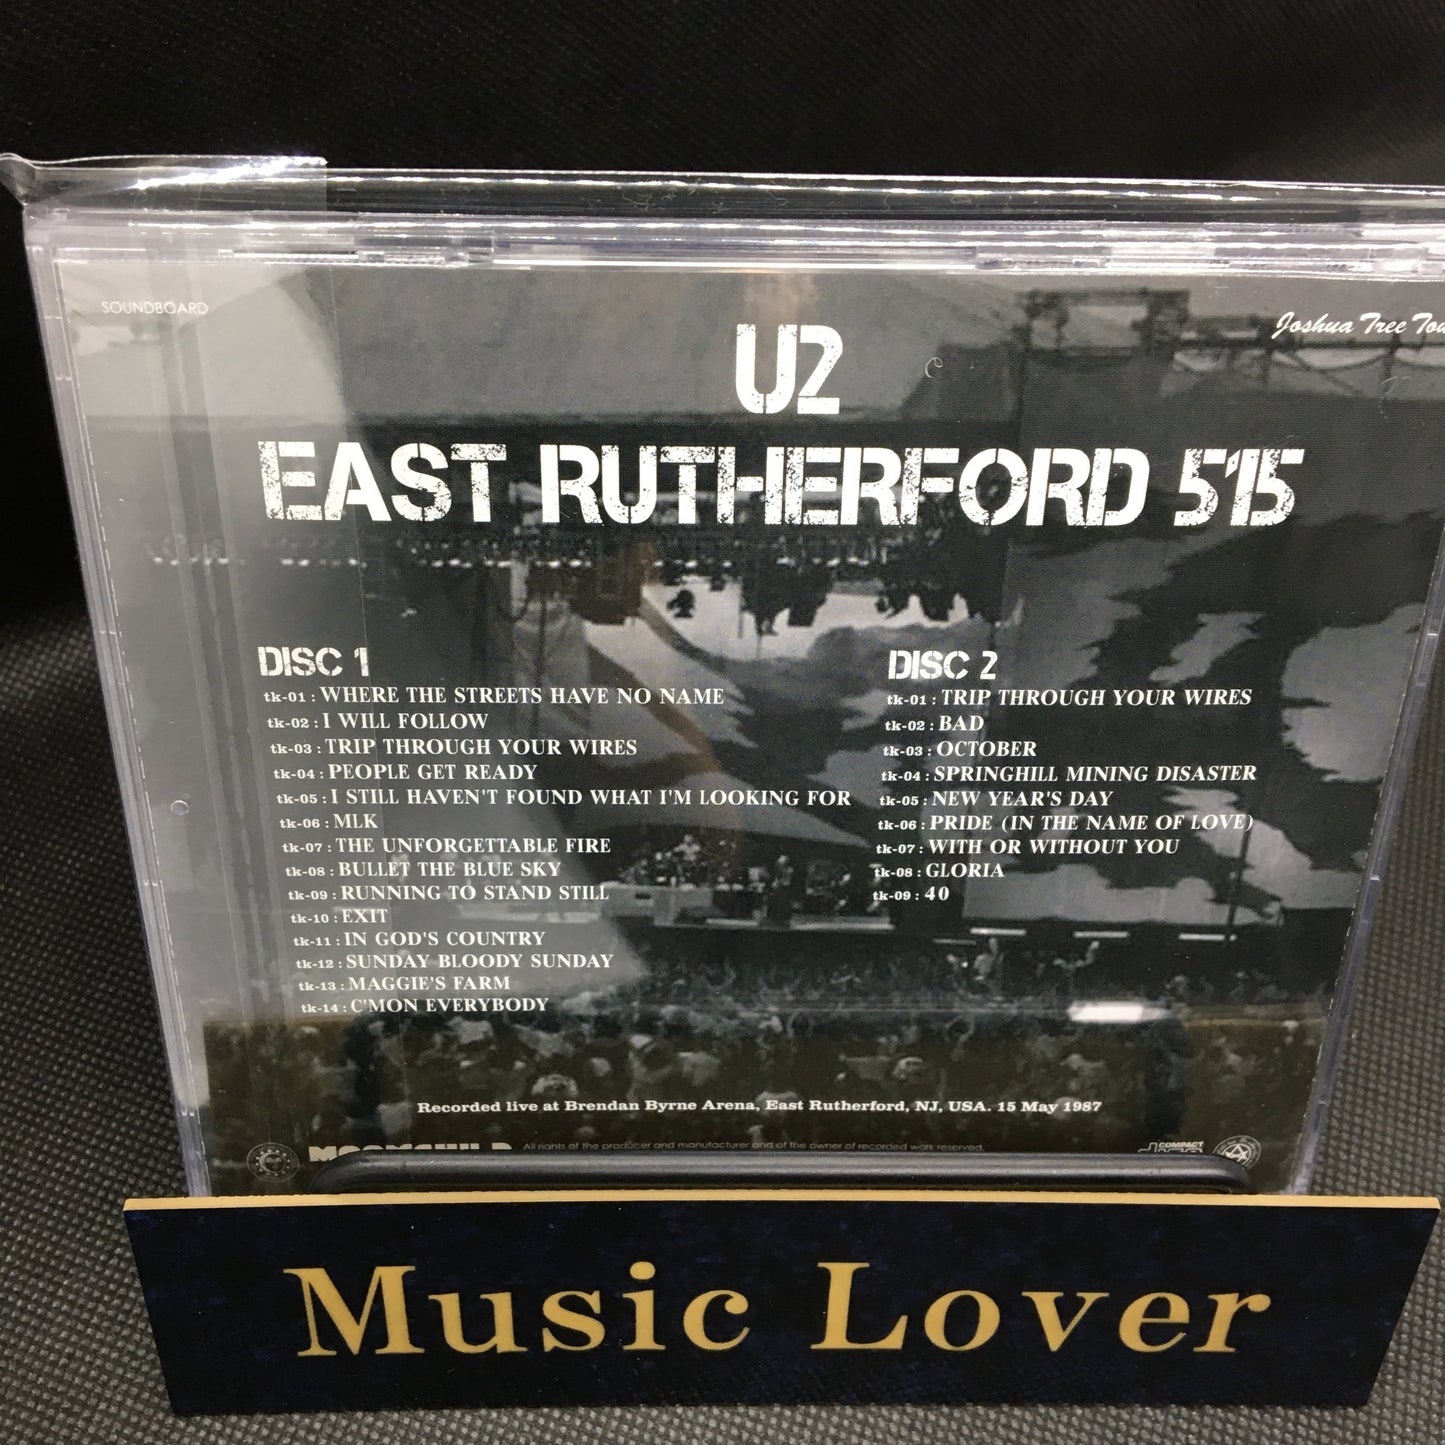 SOUNDBOARD
Joshua Tree
U2
EAST RUTHERFORD 515
DISC 1
tk-01 : WHERE THE STREETS HAVE NO NAME
tk-02 : I WILL FOLLOW
tk-03 : TRIP THROUGH YOUR WIRES
tk-04 : PEOPLE GET READY
tk-05 : I STILL HAVEN'T FOUND WHAT I'M LOOKING FOR
tk-06 : MLK
tk-07 : THE UNFORGETTABLE FIRE
tk-08 : BULLET THE BLUE SKY
tk-09 : RUNNING TO STAND STILL
tk-10 : EXIT
tk-11 : IN GOD'S COUNTRY
tk-12 : SUNDAY BLOODY SUNDAY
tk-13 : MAGGIE'S FARM
tk-14 : C'MON EVERYBODY
DISC 2
tk-01 : TRIP THROUGH YOUR WIRES
tk-02 : BAD
tk-03 : OCTOBER
tk-04 : SPRINGHILL MINING DISASTER
tk-05 : NEW YEAR'S DAY
tk-06 : PRIDE (IN THE NAME OF LOVE)
tk-07 : WITH OR WITHOUT YOU
tk-08 : GLORIA
tk-09 : 40
Recorded live at Brendan Byrne Arena, East Rutherford, NJ, USA. 15 May 1987
MOONCHILD All rights of the producer and manufacturer and of the owner of recorded work reserved.
COMPACT
Music Lover